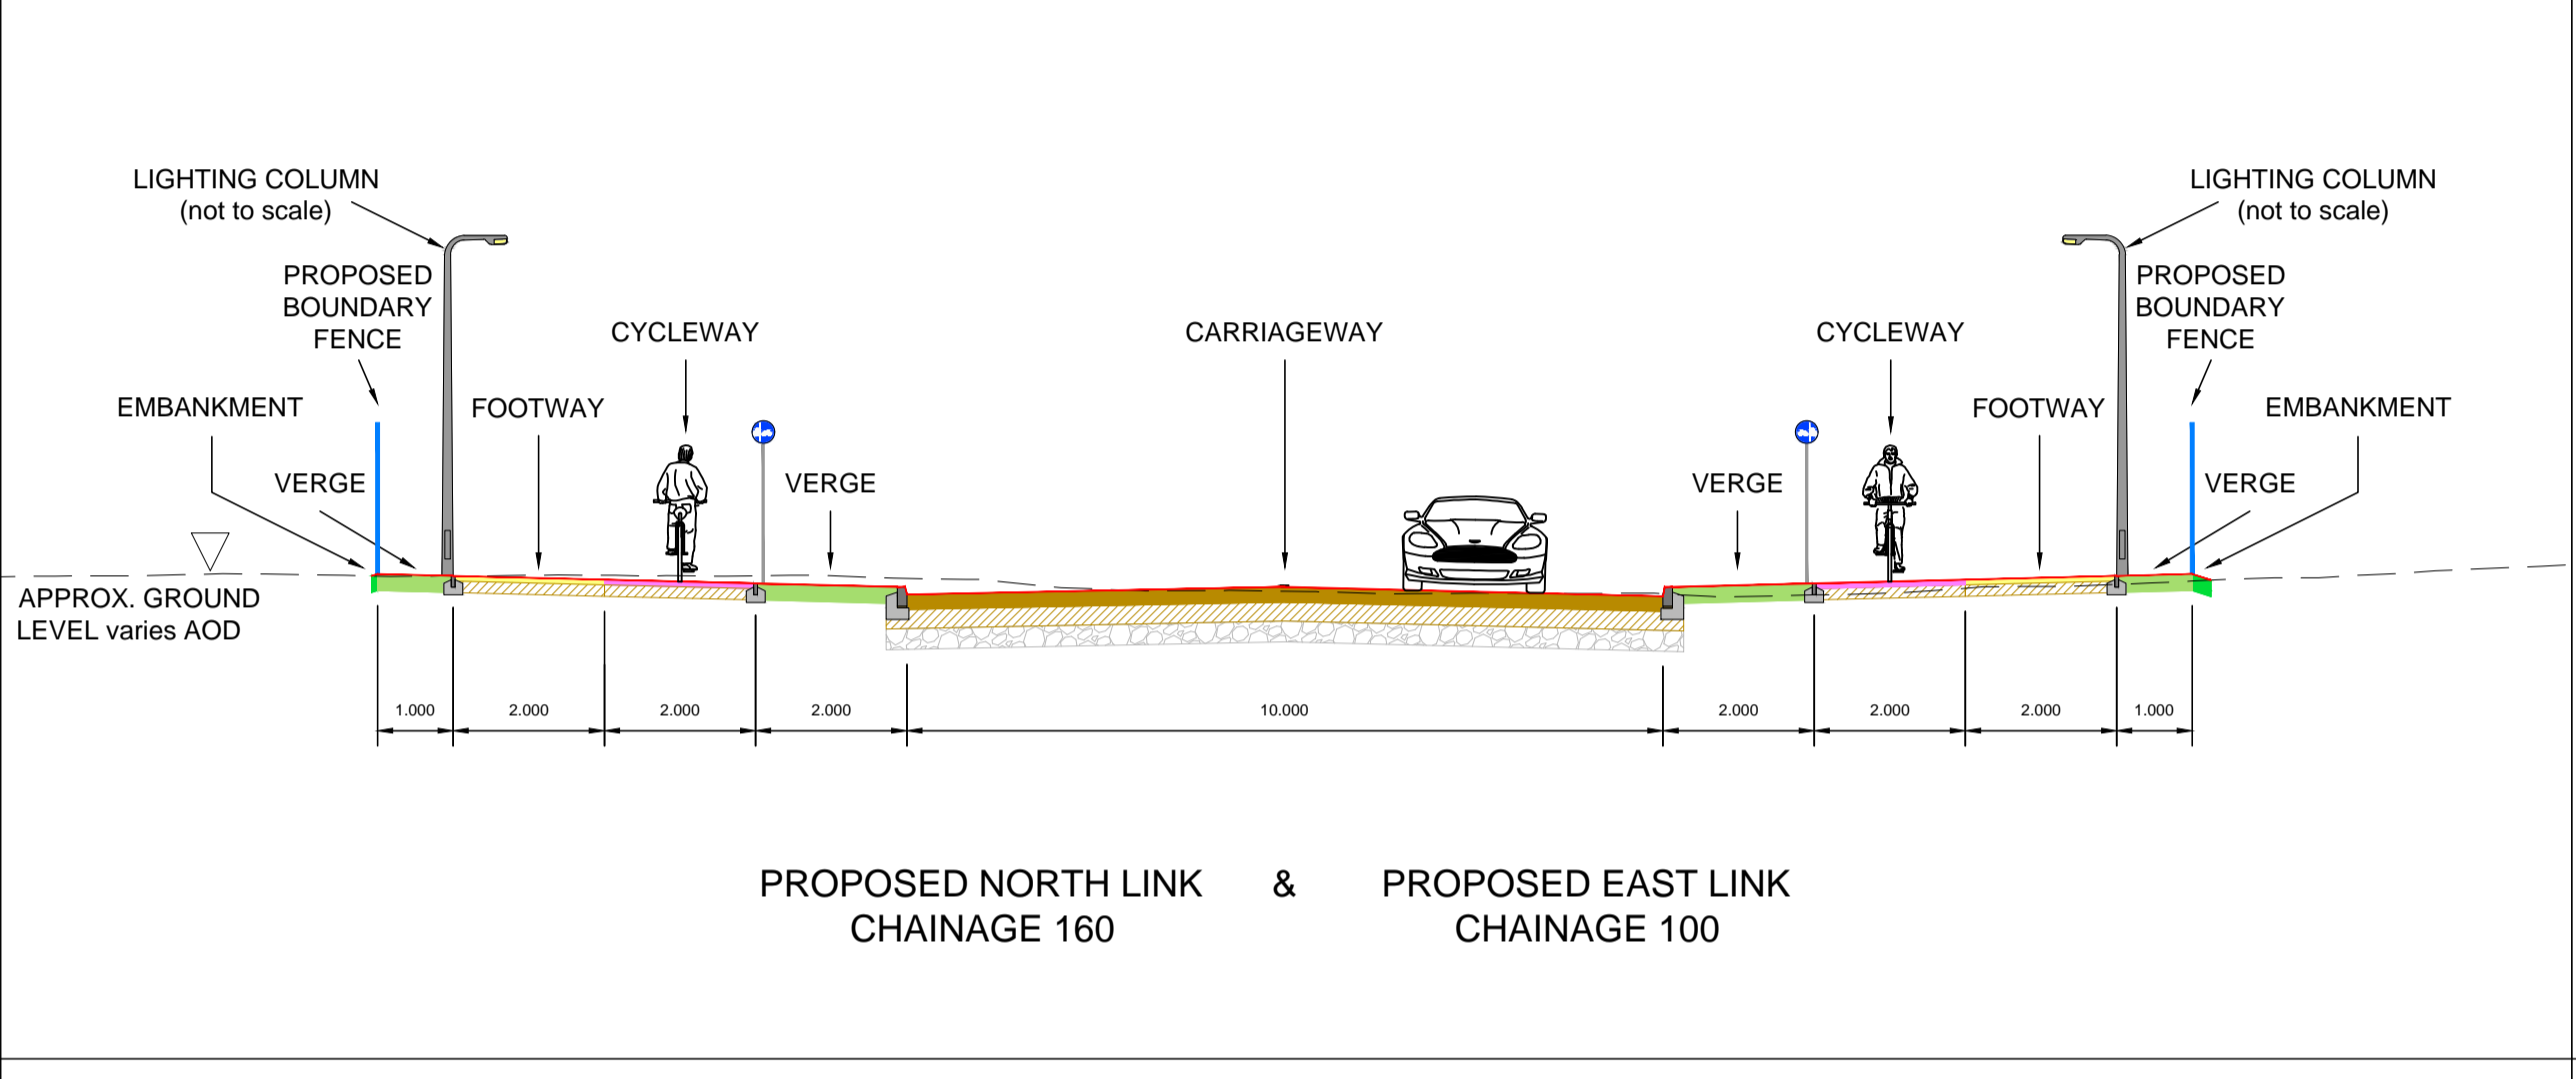 LIGHTING COLUMN
(not to scale)
LIGHTING COLUMN
(not to scale)
PROPOSED
BOUNDARY
FENCE
PROPOSED
BOUNDARY
FENCE
CYCLEWAY
CARRIAGEWAY
CYCLEWAY
EMBANKMENT
FOOTWAY
FOOTWAY
EMBANKMENT
VERGE
VERGE
VERGE
VERGE
APPROX. GROUND
LEVEL varies AOD
1.000
2.000
2.000
2.000
10.000
2.000
2.000
2.000
1.000
PROPOSED NORTH LINK & PROPOSED EAST LINK
CHAINAGE 160 CHAINAGE 100